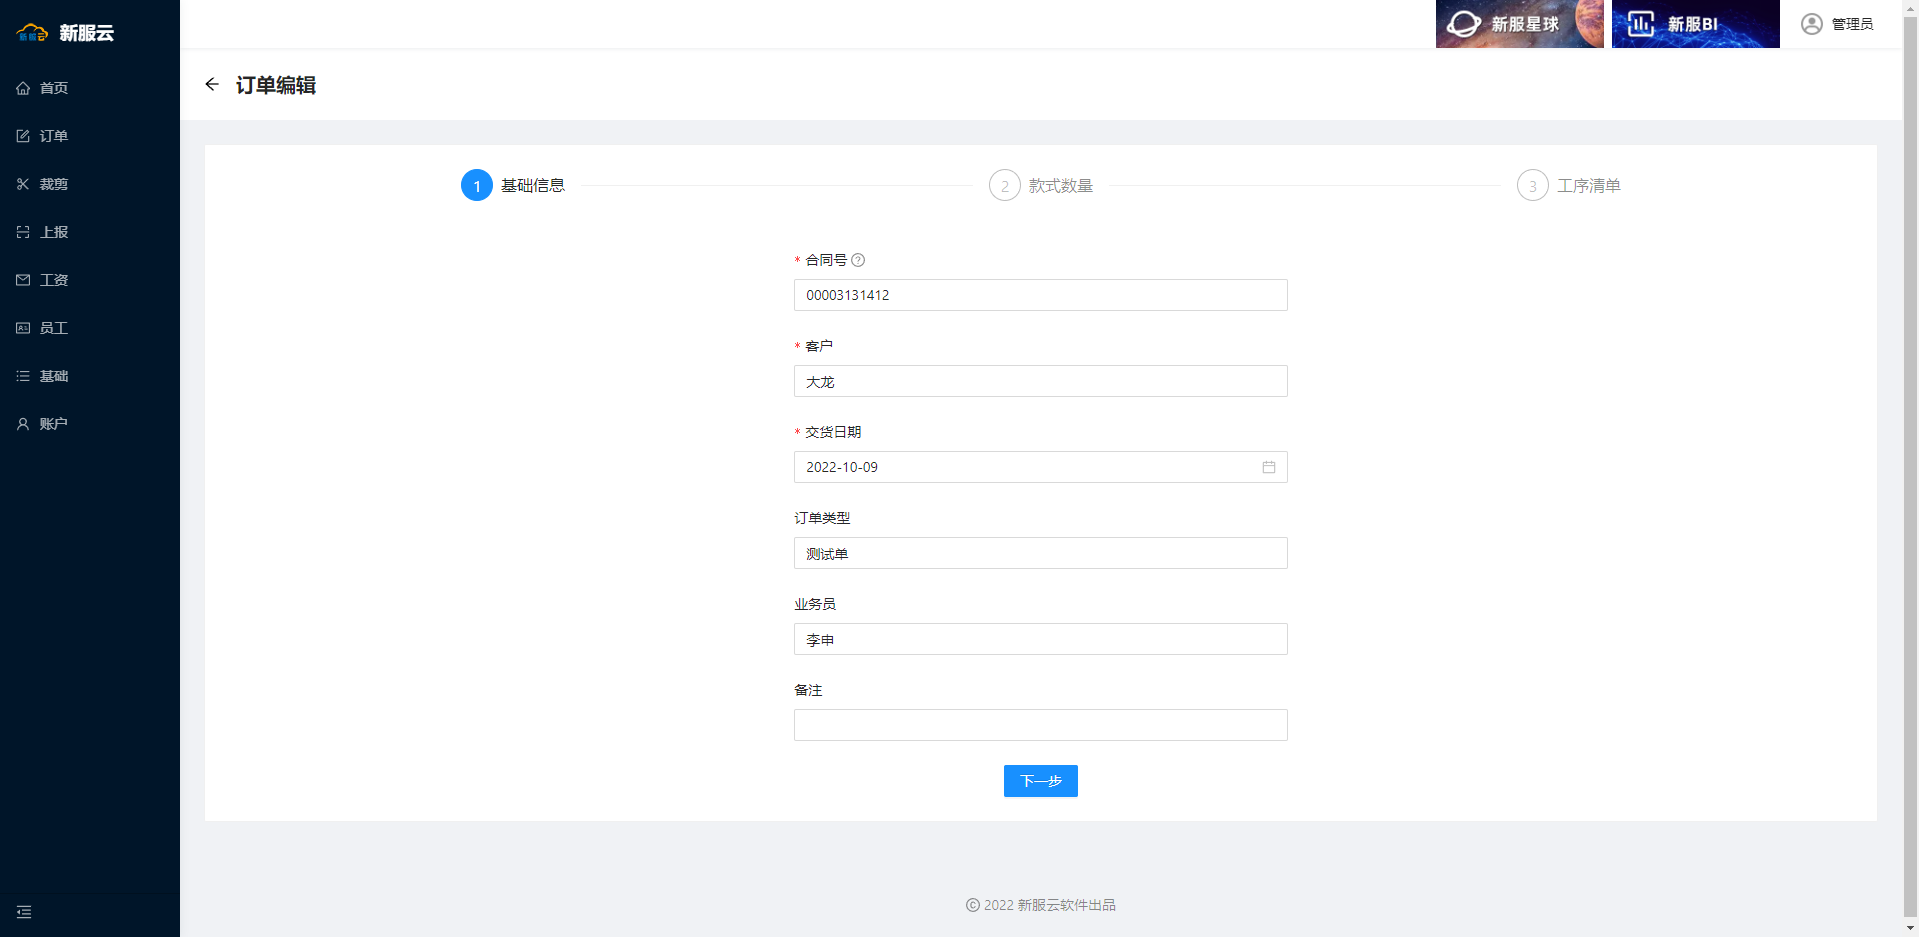 新服云
新服云
首页
订单
裁剪
上报
工资
员工
基础
账户
新服星球
新服BI
管理员
订单编辑
1 基础信息
2 款式数量
3 工序清单
* 合同号
00003131412
* 客户
大龙
* 交货日期
2022-10-09
订单类型
测试单
业务员
李申
备注
下一步
© 2022 新服云软件出品